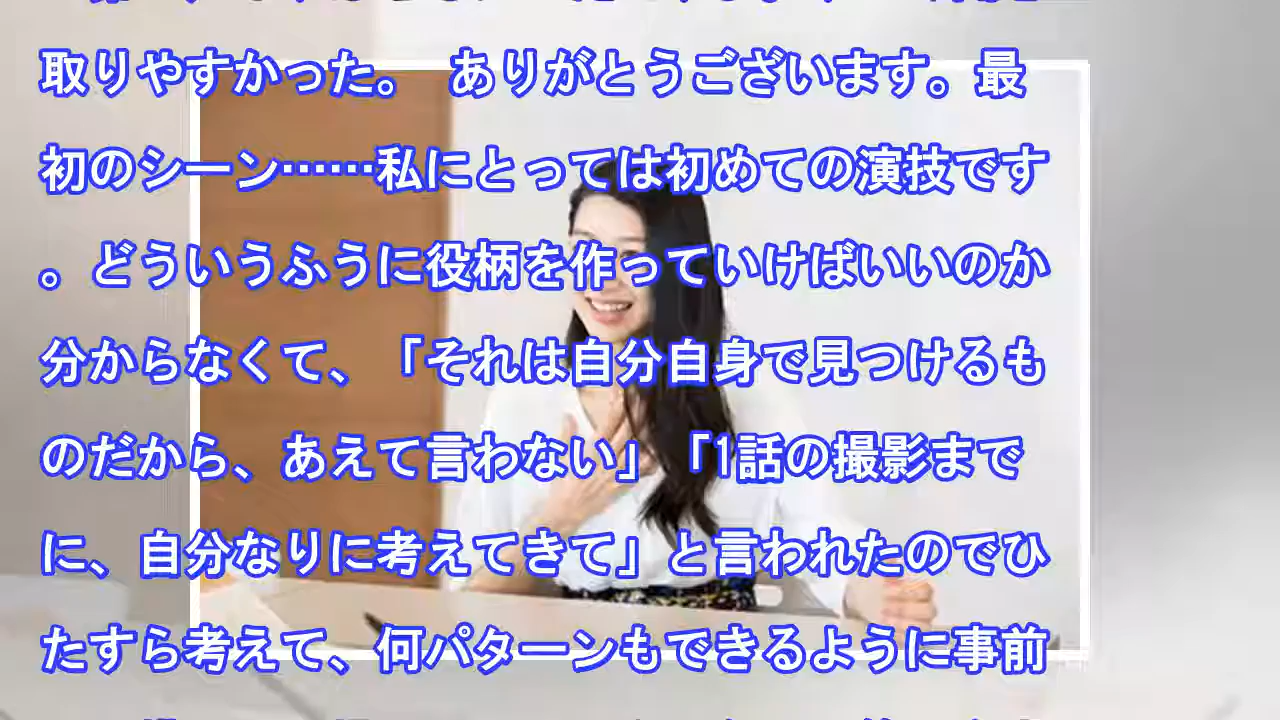 取りやすかった。　ありがとうございます。最
初のシーン……私にとっては初めての演技です
。どういうふうに役柄を作っていけばいいのか
分からなくて、「それは自分自身で見つけるも
のだから、あえて言わない」「1話の撮影まで
に、自分なりに考えてきて」と言われたのでひ
たすら考えて、何パターンもできるように事前